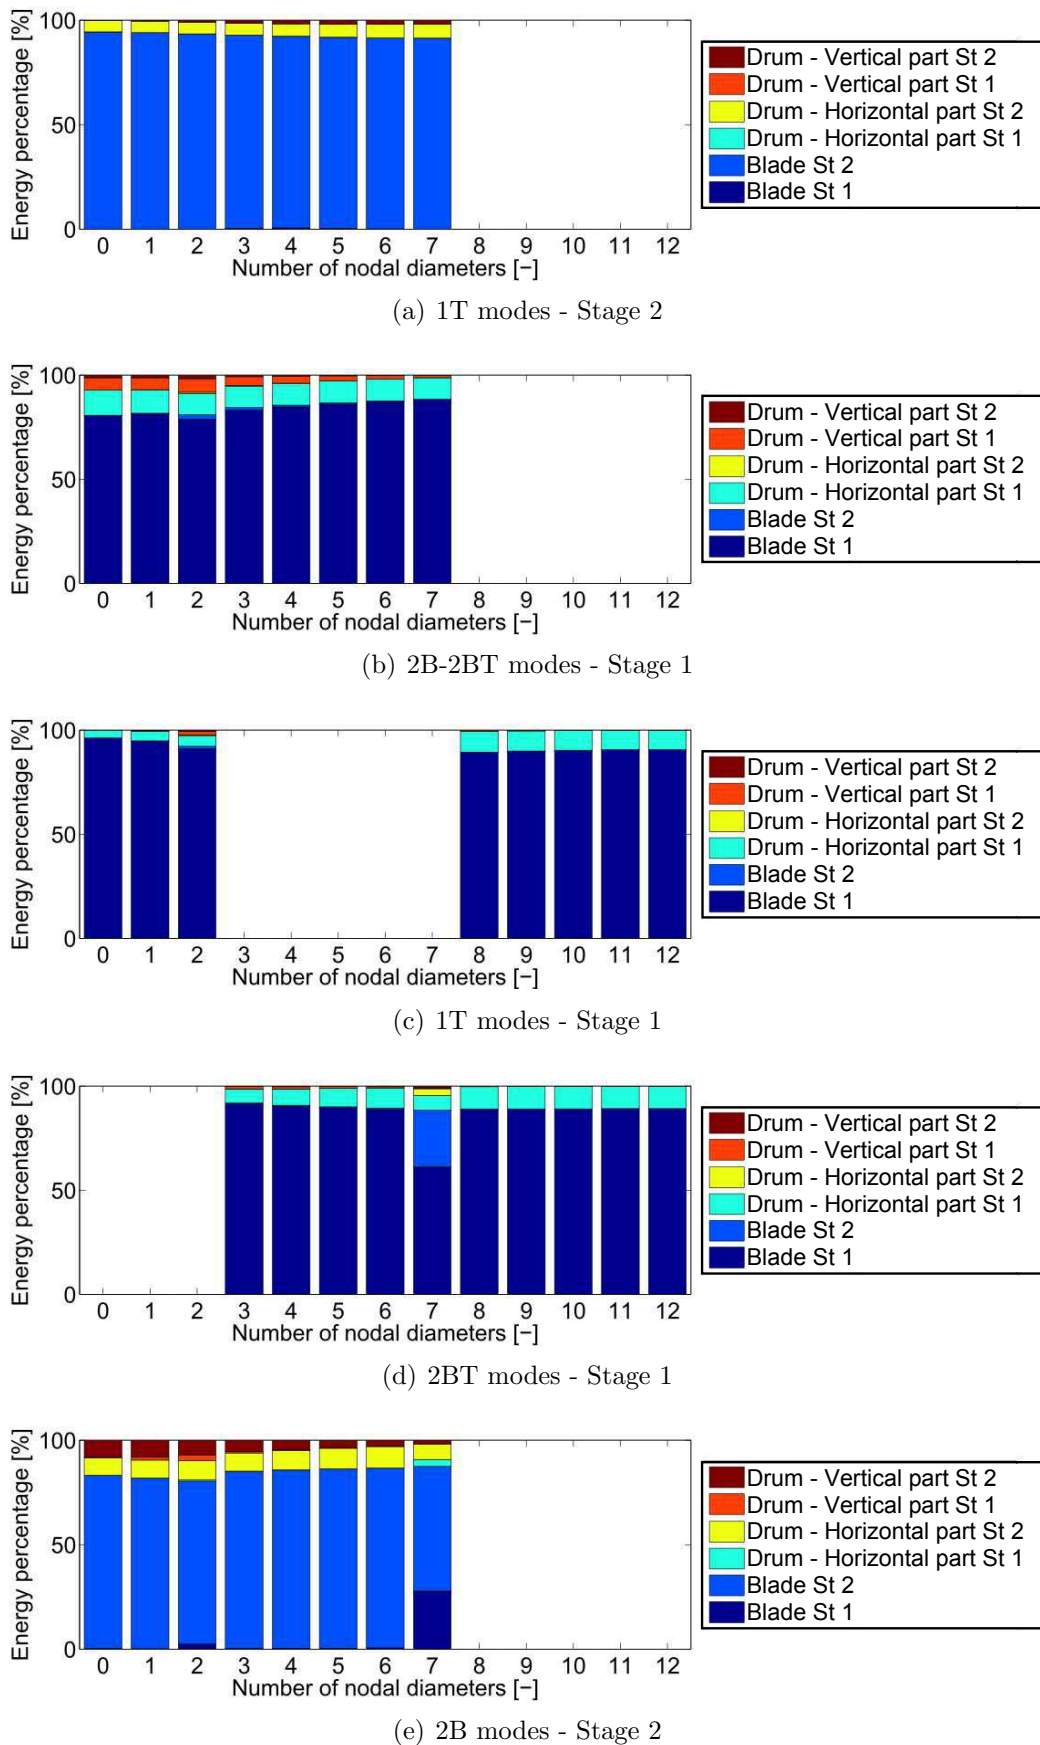 Energy percentage [%]
100
50
0
0 1 2 3 4 5 6 7 8 9 10 11 12
Number of nodal diameters [−]
Drum - Vertical part St 2
Drum - Vertical part St 1
Drum - Horizontal part St 2
Drum - Horizontal part St 1
Blade St 2
Blade St 1
(a) 1T modes - Stage 2
Energy percentage [%]
100
50
0
0 1 2 3 4 5 6 7 8 9 10 11 12
Number of nodal diameters [−]
Drum - Vertical part St 2
Drum - Vertical part St 1
Drum - Horizontal part St 2
Drum - Horizontal part St 1
Blade St 2
Blade St 1
(b) 2B-2BT modes - Stage 1
Energy percentage [%]
100
50
0
0 1 2 3 4 5 6 7 8 9 10 11 12
Number of nodal diameters [−]
Drum - Vertical part St 2
Drum - Vertical part St 1
Drum - Horizontal part St 2
Drum - Horizontal part St 1
Blade St 2
Blade St 1
(c) 1T modes - Stage 1
Energy percentage [%]
100
50
0
0 1 2 3 4 5 6 7 8 9 10 11 12
Number of nodal diameters [−]
Drum - Vertical part St 2
Drum - Vertical part St 1
Drum - Horizontal part St 2
Drum - Horizontal part St 1
Blade St 2
Blade St 1
(d) 2BT modes - Stage 1
Energy percentage [%]
100
50
0
0 1 2 3 4 5 6 7 8 9 10 11 12
Number of nodal diameters [−]
Drum - Vertical part St 2
Drum - Vertical part St 1
Drum - Horizontal part St 2
Drum - Horizontal part St 1
Blade St 2
Blade St 1
(e) 2B modes - Stage 2